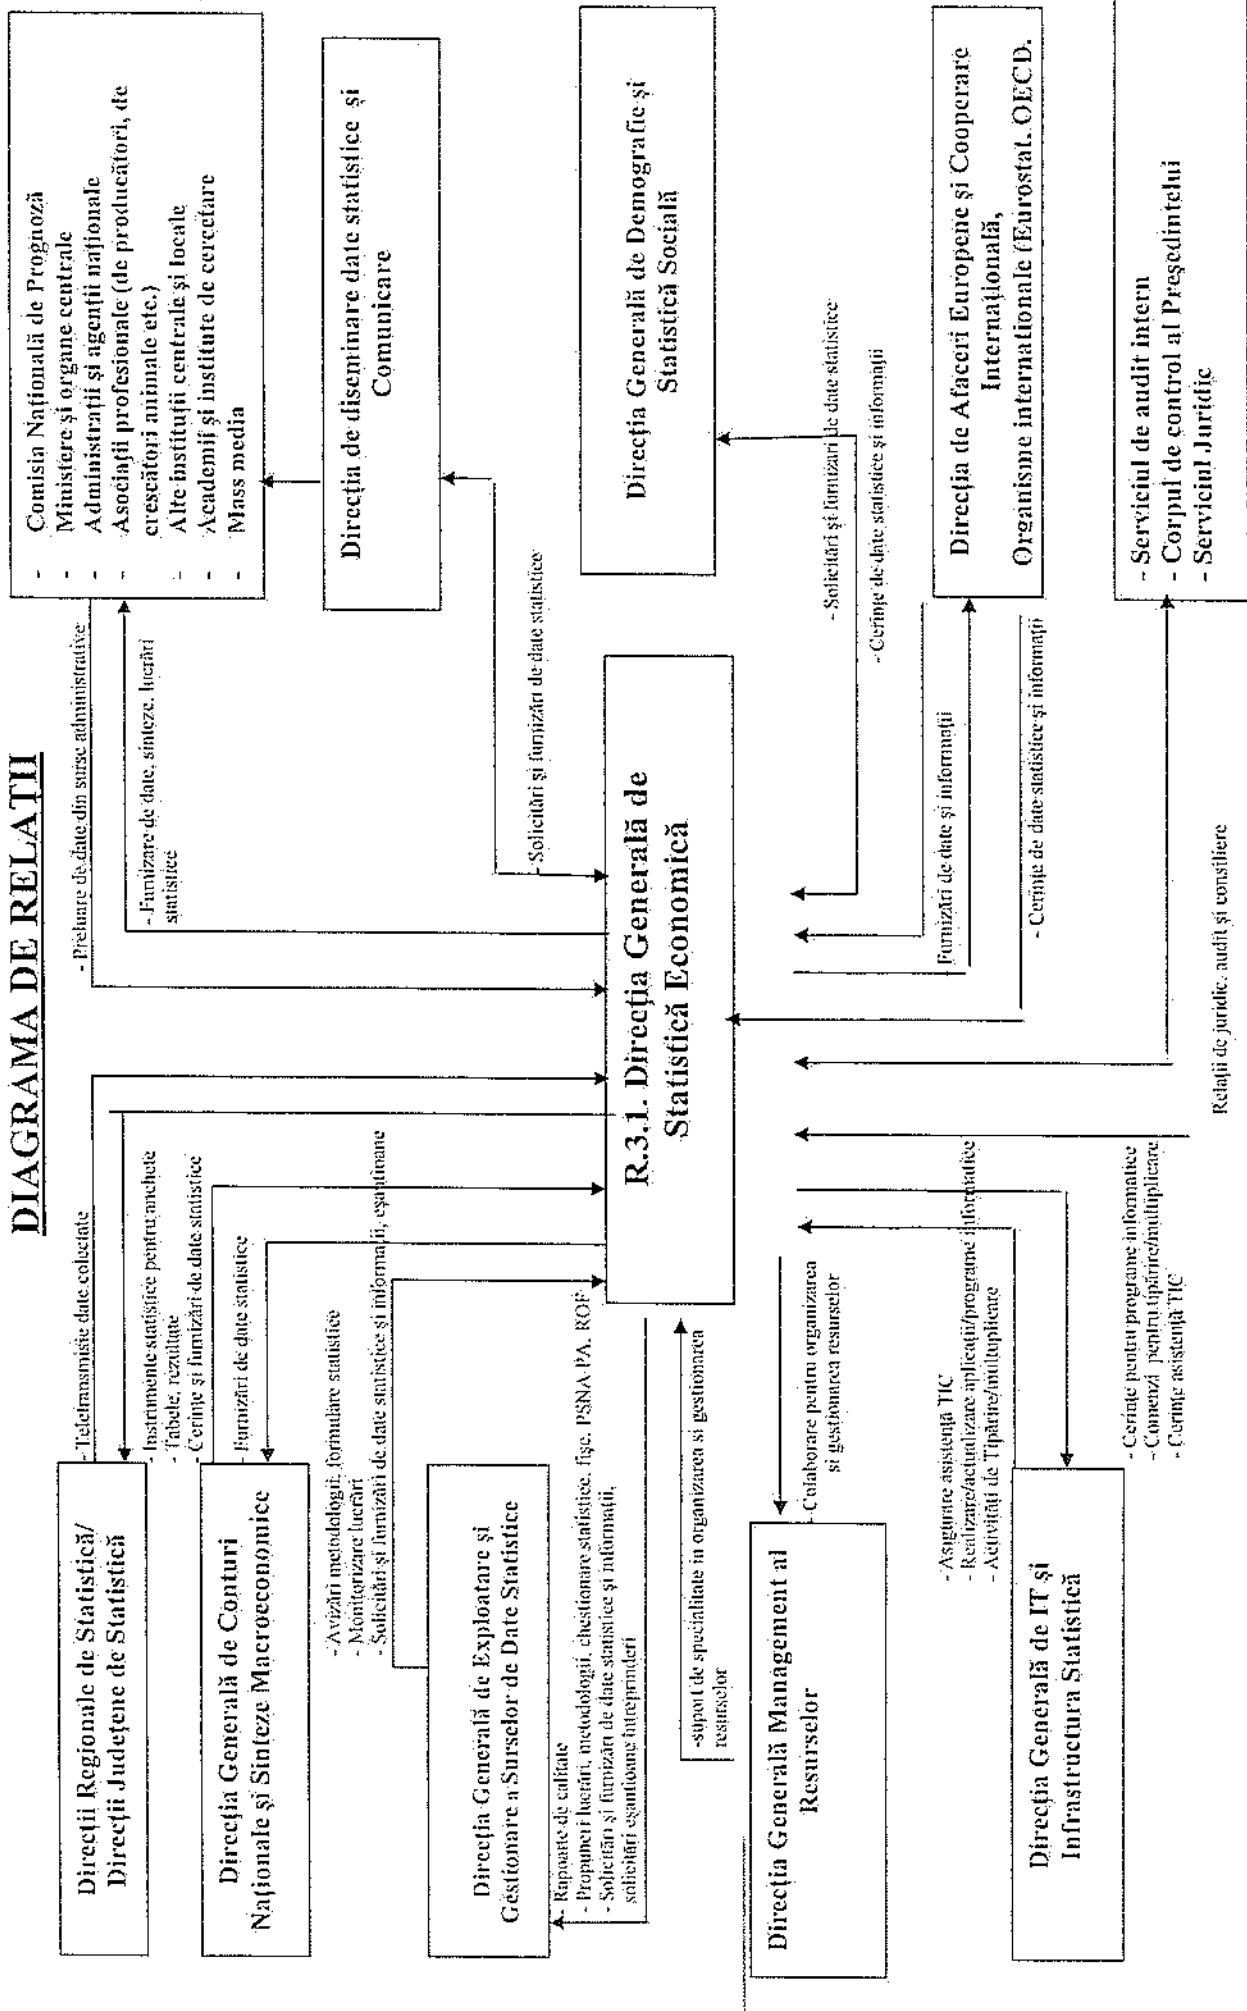 DIAGRAMA DE RELAȚII
Direcții Regionale de Statistică/
Direcții Județene de Statistică
- Teletransmisie date colectate
- Instrumente statistice pentru anchete
- Tabele, rezultate
- Cerințe și furnizări de date statistice
Direcția Generală de Conturi
Naționale și Sinteze Macroeconomice
Furnizări de date statistice
- Avizări metodologii, formulare statistice
- Monitorizare lucrări
- Solicitări și furnizări de date statistice și informații, eșantioane
Direcția Generală de Exploatare și
Gestionare a Surselor de Date Statistice
- Rapoarte de calitate
- Propuneri lucrări, metodologii, chestionare statistice, fișe, PSNA, PA, ROF
- Solicitări și furnizări de date statistice și informații,
solicitări eșantioane întreprinderi
-suport de specialitate in organizarea si gestionarea
resurselor
Direcția Generală Management al
Resurselor
- Colaborare pentru organizarea
si gestionarea resurselor
- Asigurare asistență TIC
- Realizare/actualizare aplicații/programe informatice
- Activități de Tipărire/multuplicare
Direcția Generală de IT și
Infrastructura Statistică
- Cerințe pentru programe informatice
- Comenzi pentru tipărire/multiplicare
- Cerințe asistență TIC
R.3.1. Direcția Generală de
Statistică Economică
- Preluare de date din surse administrative
- Furnizare de date, sinteze, lucrări
statistice
- Solicitări și furnizări de date statistice
- Solicitări și furnizări de date statistice
- Cerințe de date statistice și informații
Furnizări de date și informații
- Cerințe de date statistice și informații
Relații de juridic, audit și consiliere
- Comisia Națională de Prognoză
- Ministere și organe centrale
- Administrații și agenții naționale
- Asociații profesionale (de producători, de
crescători animale etc.)
- Alte instituții centrale și locale
- Academii și institute de cercetare
- Mass media
Direcția de diseminare date statistice și
Comunicare
Direcția Generală de Demografie și
Statistică Socială
Direcția de Afaceri Europene și Cooperare
Internațională,
Organisme internationale (Eurostat, OECD.
- Serviciul de audit intern
- Corpul de control al Președintelui
- Serviciul Juridic